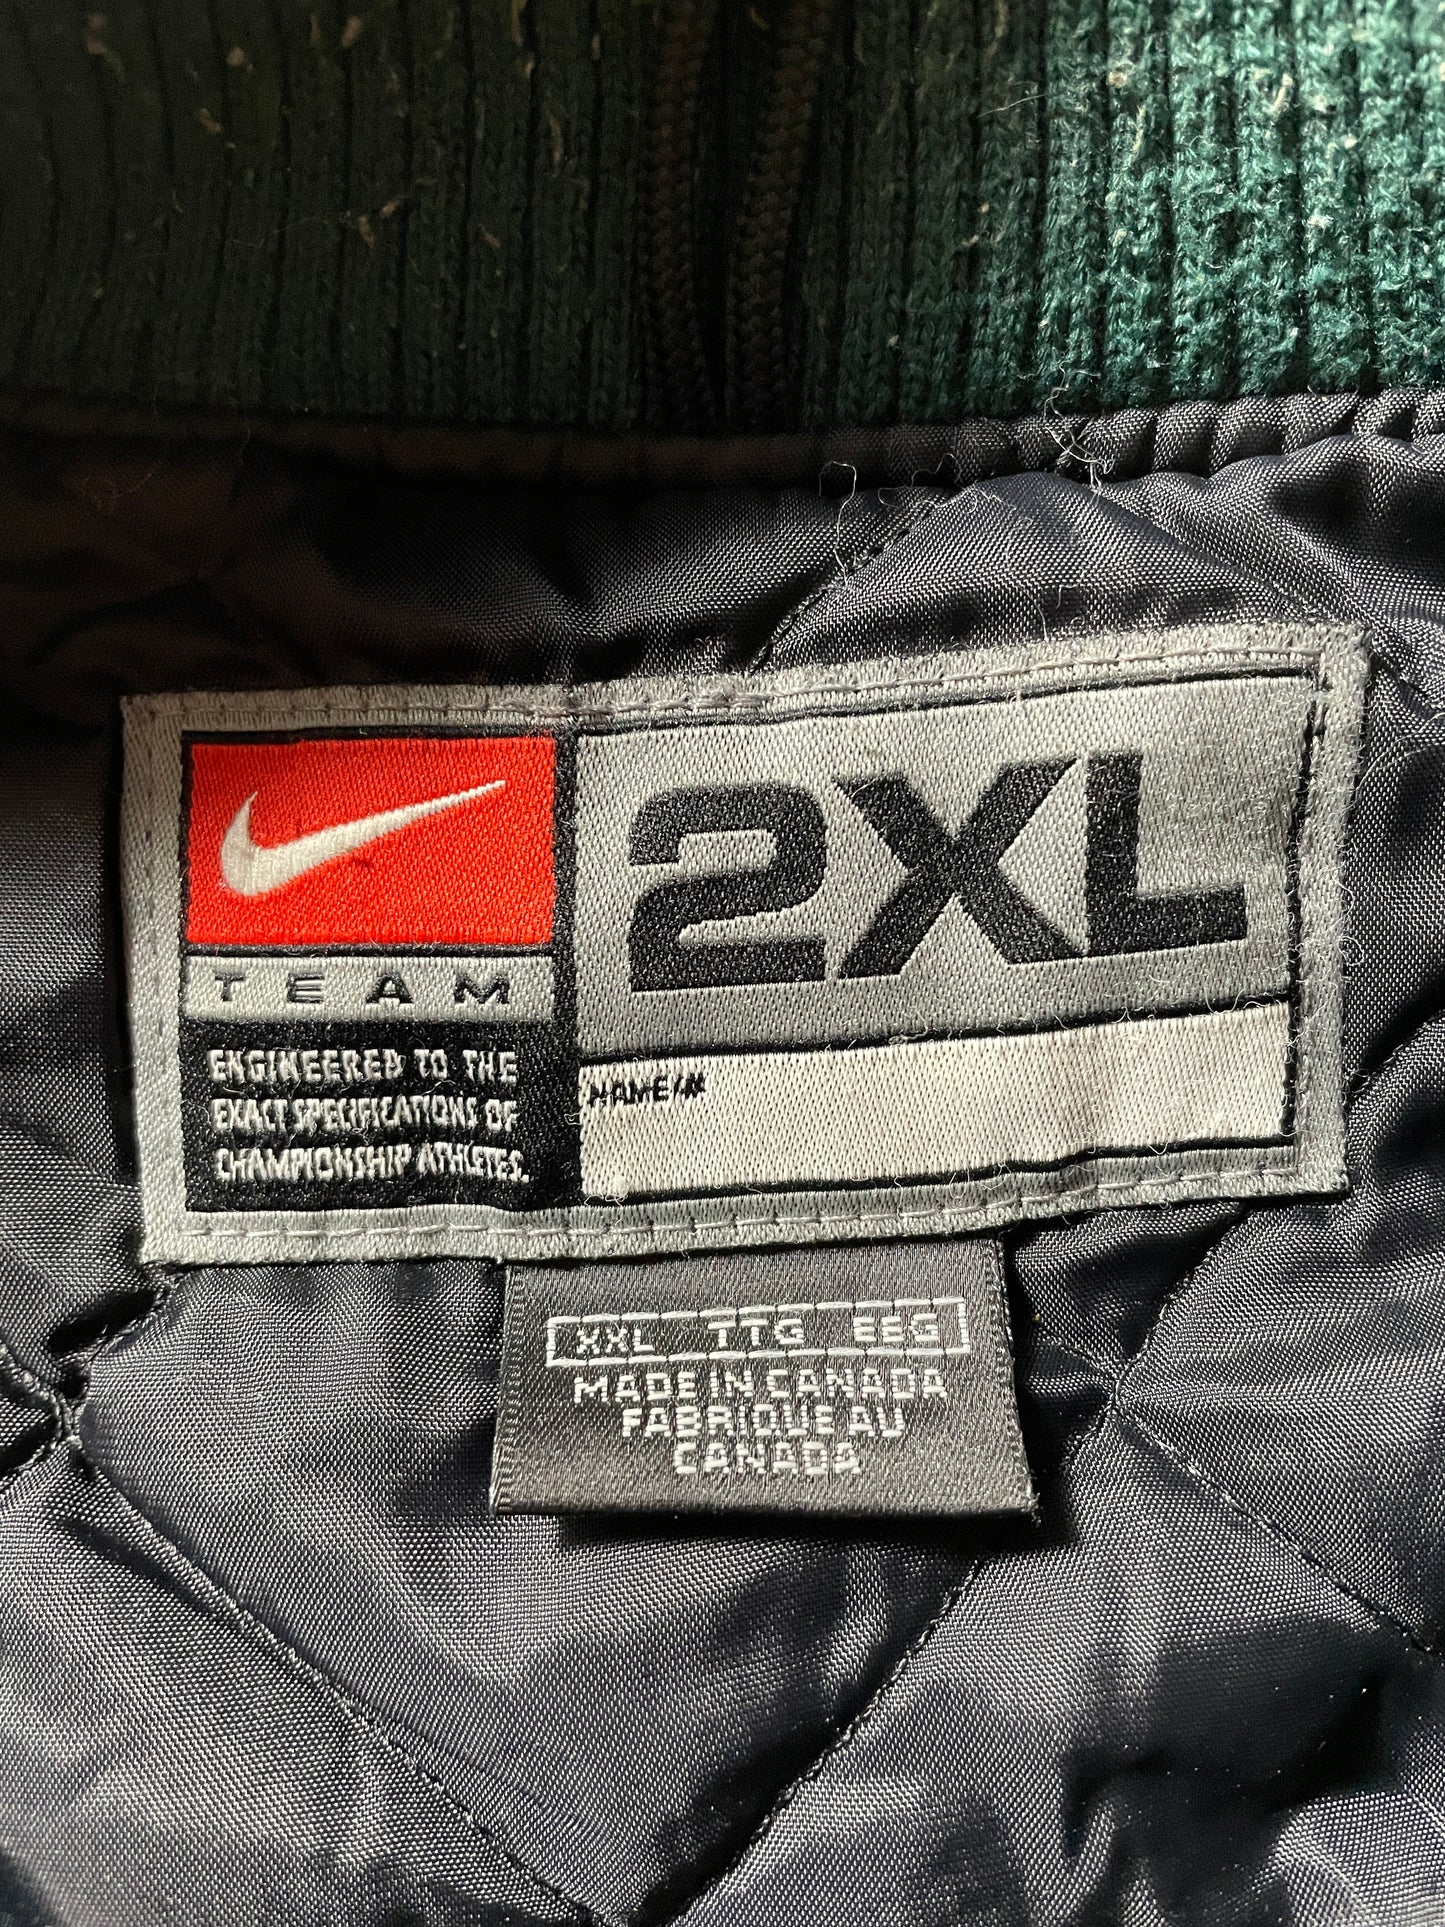 TEAM
ENGINEERED TO THE
EXACT SPECIFICATIONS OF
CHAMPIONSHIP ATHLETES.
2XL
NAME/#
XXL TTG EEG
MADE IN CANADA
FABRIQUE AU
CANADA